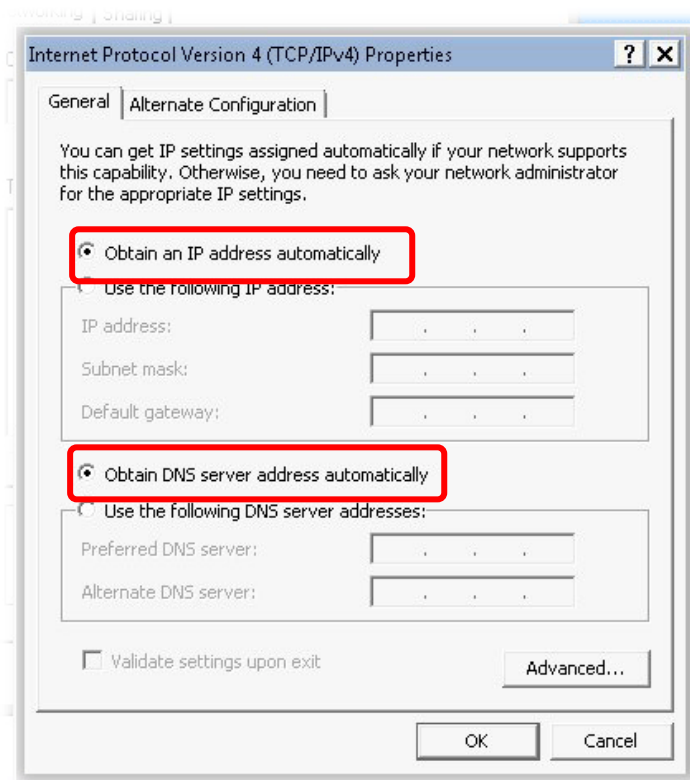 Sharing
Internet Protocol Version 4 (TCP/IPv4) Properties
General
Alternate Configuration
You can get IP settings assigned automatically if your network supports
this capability. Otherwise, you need to ask your network administrator
for the appropriate IP settings.
Obtain an IP address automatically
Use the following IP address:
IP address:
Subnet mask:
Default gateway:
Obtain DNS server address automatically
Use the following DNS server addresses:
Preferred DNS server:
Alternate DNS server:
Validate settings upon exit
Advanced...
OK
Cancel